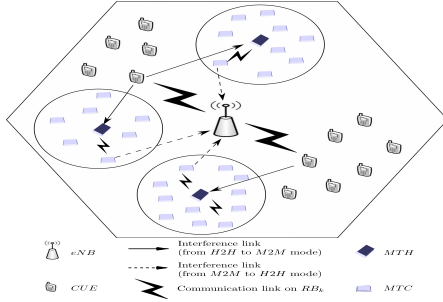 eNB
Interference link
(from H2H to M2M mode)
MTH
Interference link
(from M2M to H2H mode)
CUE
Communication link on RBk
MTC